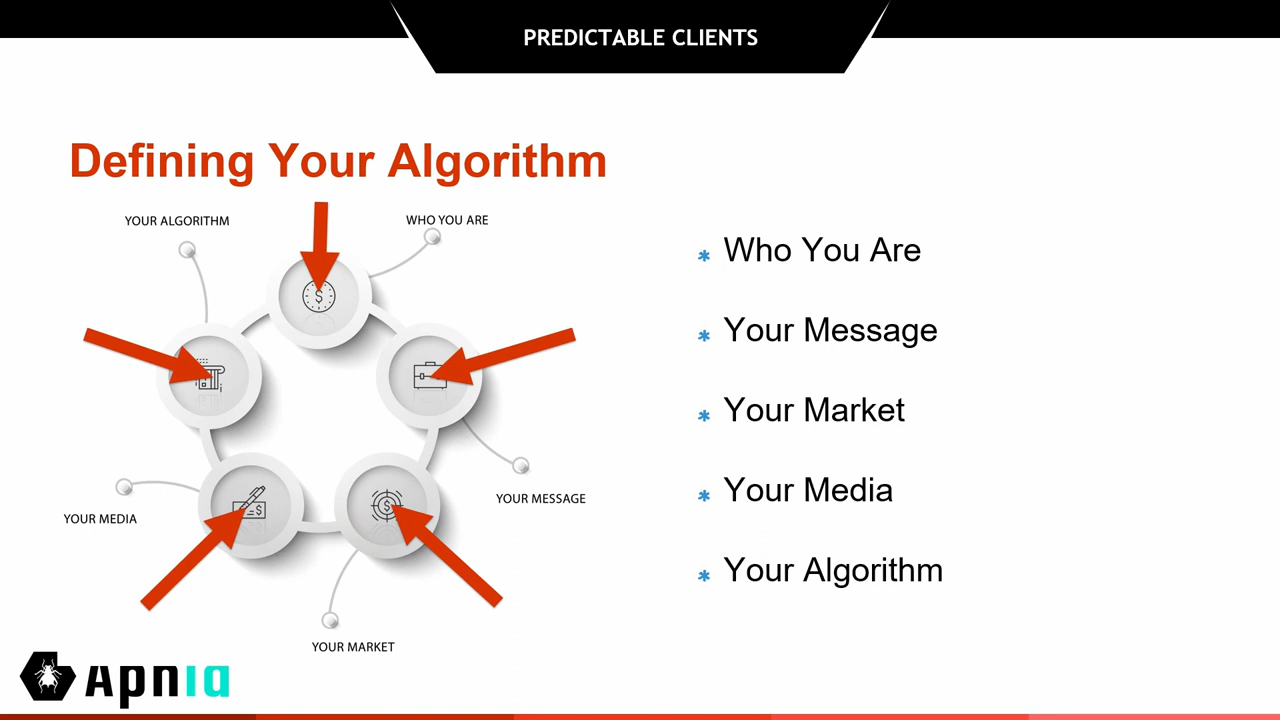 PREDICTABLE CLIENTS
Defining Your Algorithm
YOUR ALGORITHM
WHO YOU ARE
YOUR MESSAGE
YOUR MEDIA
YOUR MARKET
Who You Are
Your Message
Your Market
Your Media
Your Algorithm
Apnia